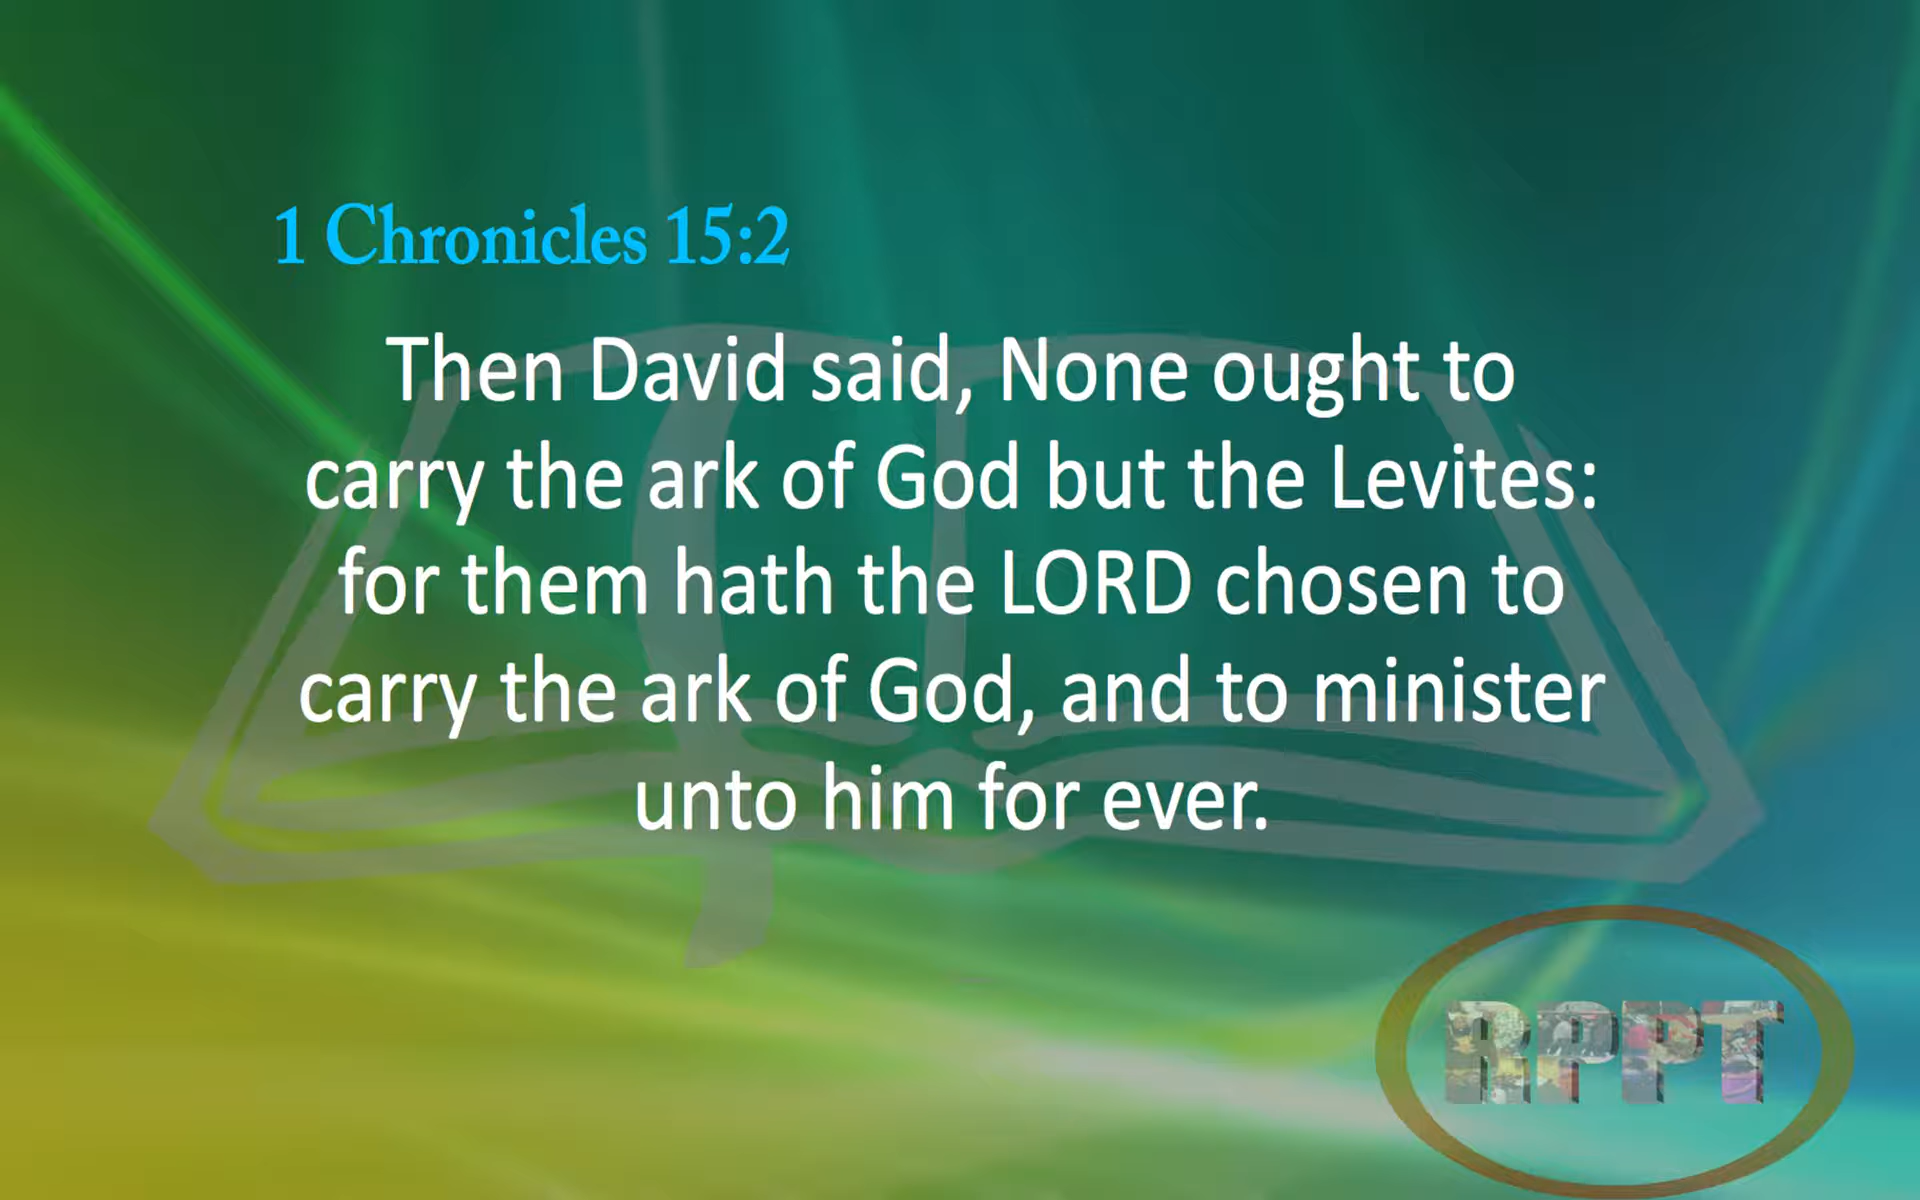 1 Chronicles 15:2
Then David said, None ought to
carry the ark of God but the Levites:
for them hath the LORD chosen to
carry the ark of God, and to minister
unto him for ever.
RPPT